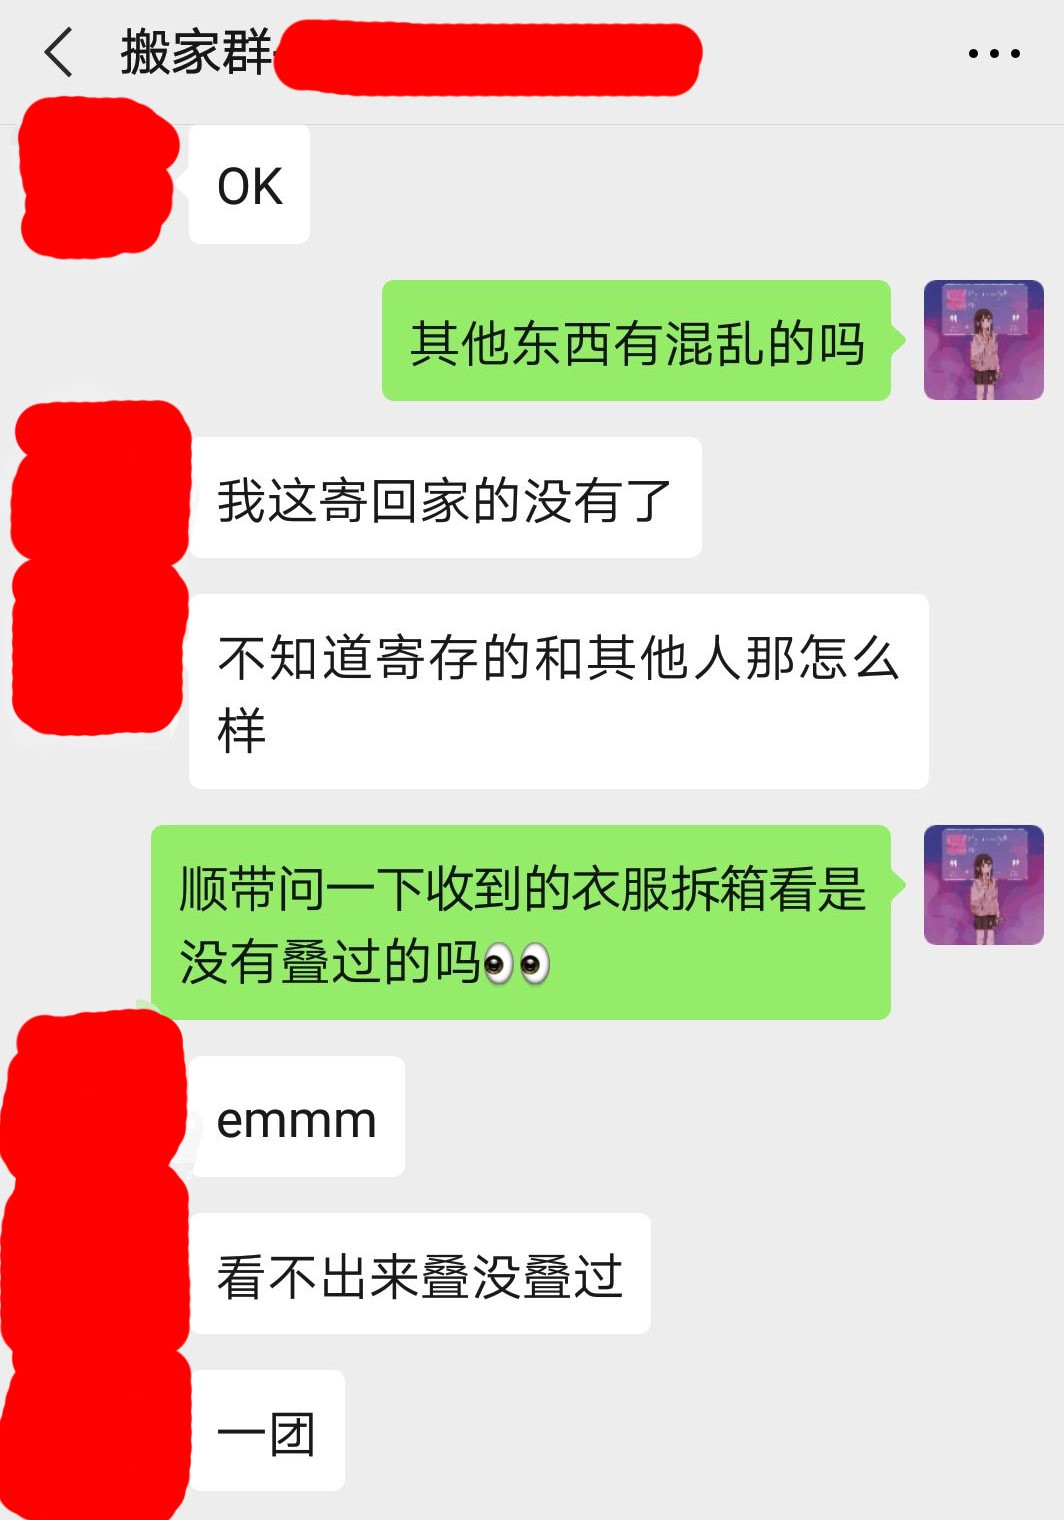 搬家群
OK
其他东西有混乱的吗
我这寄回家的没有了
不知道寄存的和其他人那怎么
样
顺带问一下收到的衣服拆箱看是
没有叠过的吗👀
emmm
看不出来叠没叠过
一团